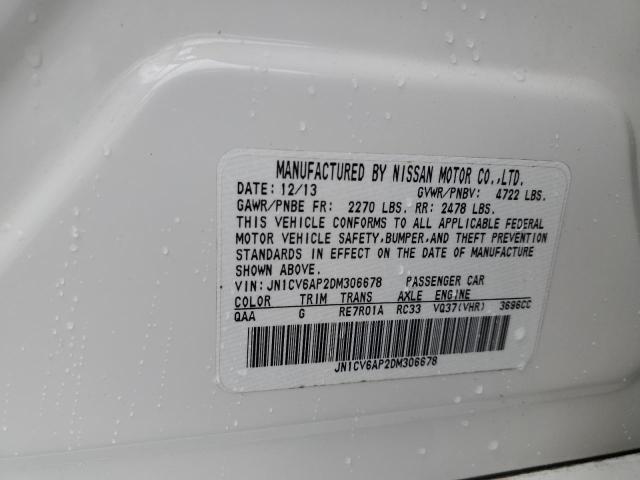 MANUFACTURED BY NISSAN MOTOR CO.,LTD.
DATE: 12/13 GVWR/PNBV: 4722 LBS.
GAWR/PNBE FR: 2270 LBS. RR: 2478 LBS.
THIS VEHICLE CONFORMS TO ALL APPLICABLE FEDERAL
MOTOR VEHICLE SAFETY,BUMPER,AND THEFT PREVENTION
STANDARDS IN EFFECT ON THE DATE OF MANUFACTURE
SHOWN ABOVE.
VIN: JN1CV6AP2DM306678 PASSENGER CAR
COLOR TRIM TRANS AXLE ENGINE
QAA G RE7R01A RC33 VQ37(VHR) 3696CC
JN1CV6AP2DM306678